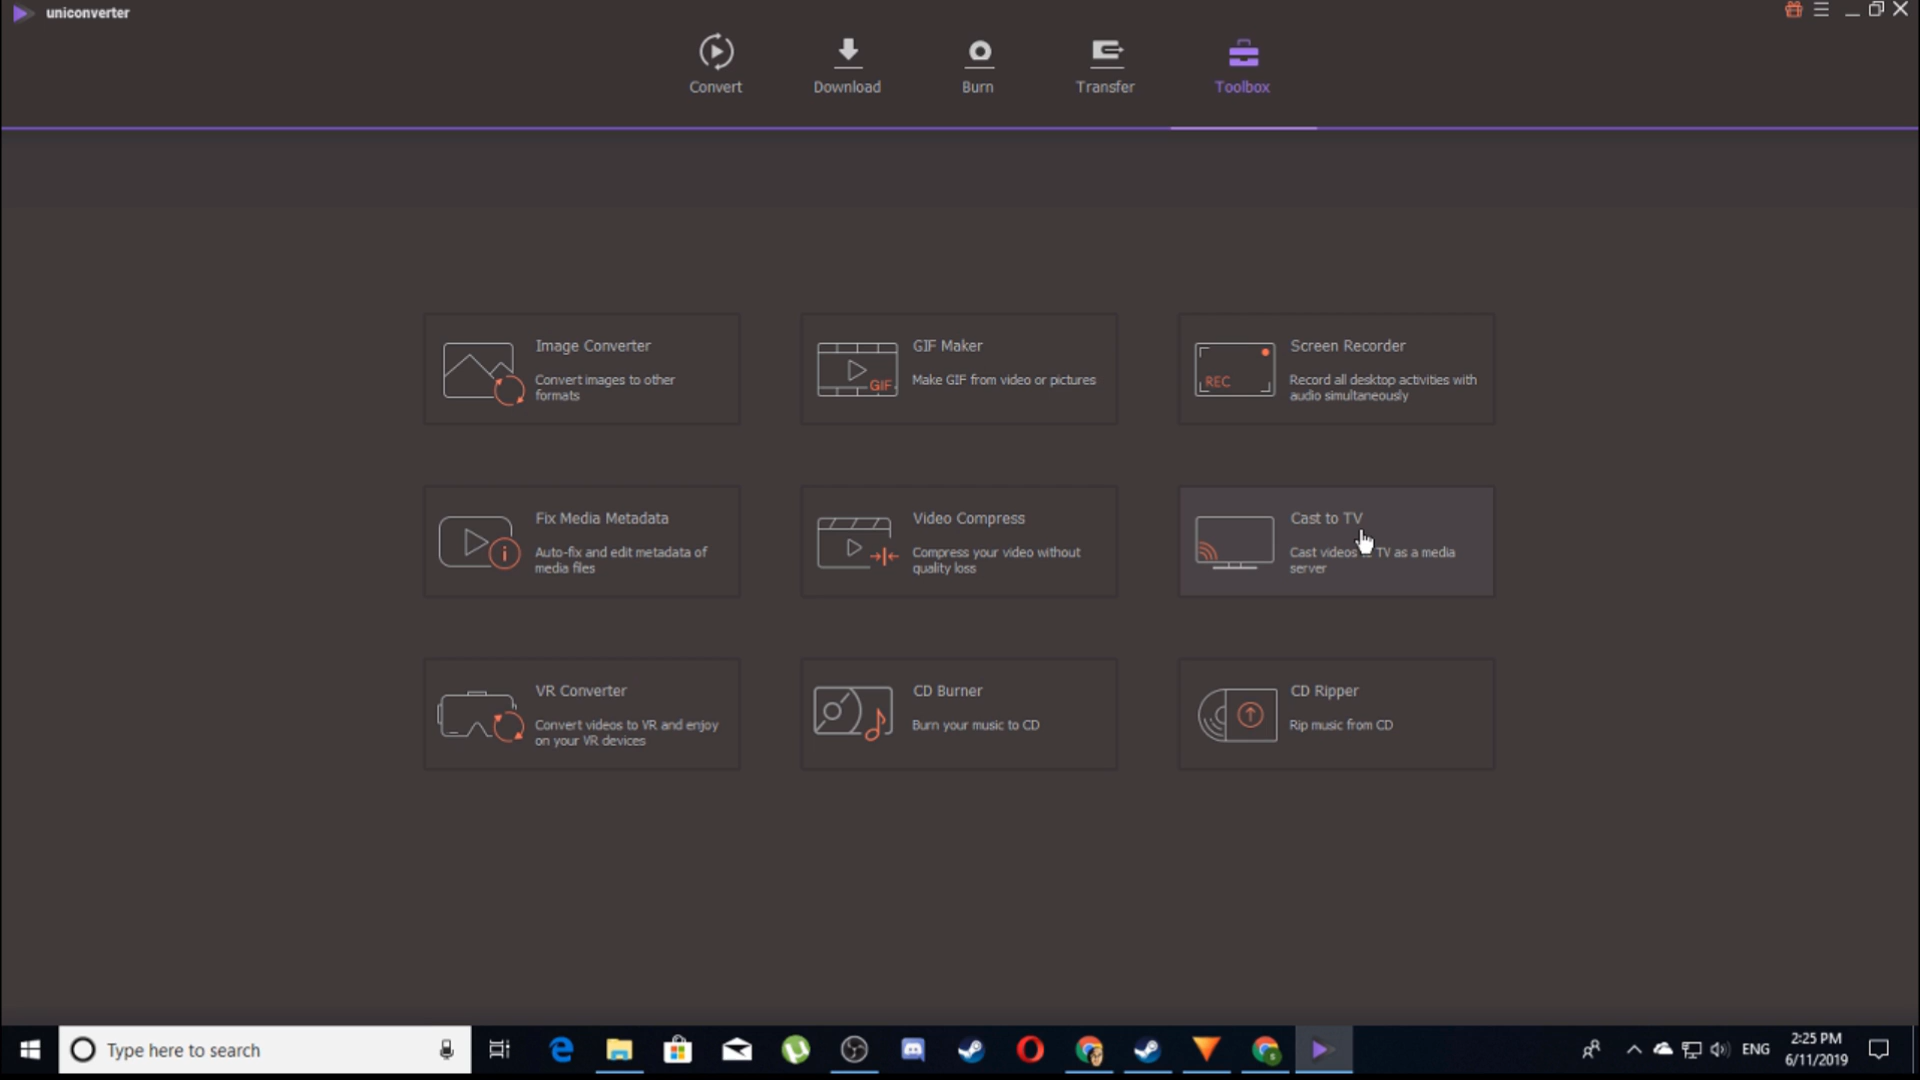 uniconverter
Convert
Download
Burn
Transfer
Toolbox
Image Converter
Convert images to other
formats
GIF
GIF Maker
Make GIF from video or pictures
REC
Screen Recorder
Record all desktop activities with
audio simultaneously
Fix Media Metadata
Auto-fix and edit metadata of
media files
Video Compress
Compress your video without
quality loss
Cast to TV
Cast videos TV as a media
server
VR Converter
Convert videos to VR and enjoy
on your VR devices
CD Burner
Burn your music to CD
CD Ripper
Rip music from CD
Type here to search
ENG
2:25 PM
6/11/2019